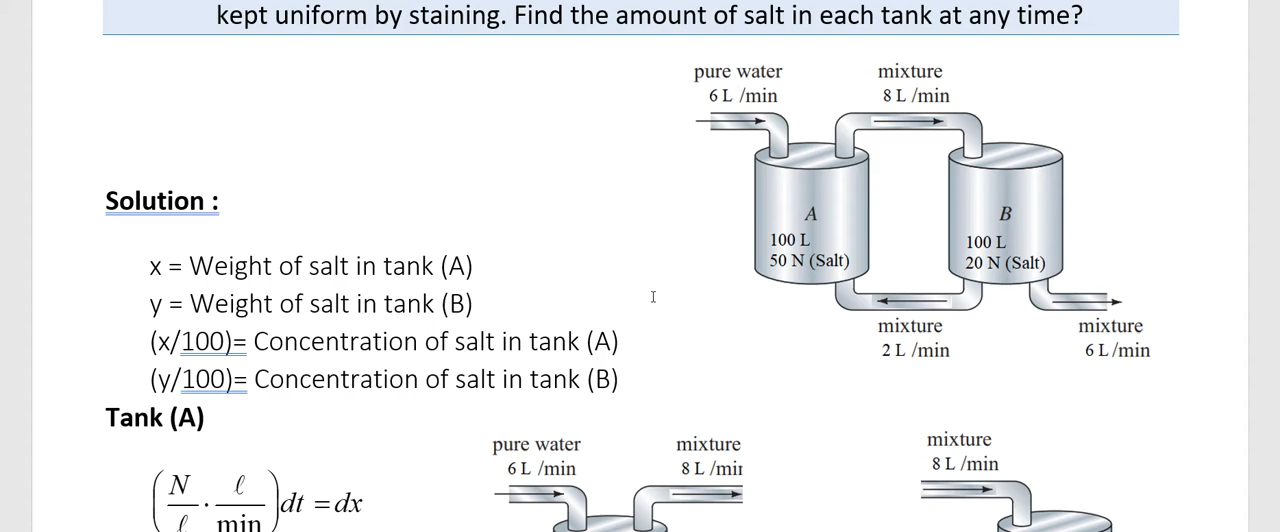 kept uniform by staining. Find the amount of salt in each tank at any time?
pure water
6 L /min
mixture
8 L /min
Solution :
A
100 L
50 N (Salt)
B
100 L
20 N (Salt)
x = Weight of salt in tank (A)
y = Weight of salt in tank (B)
(x/100)= Concentration of salt in tank (A)
(y/100)= Concentration of salt in tank (B)
mixture
2 L /min
mixture
6 L/min
Tank (A)
pure water
6 L /min
mixture
8 L /min
mixture
8 L /min
(N/ℓ · ℓ/min) dt = dx